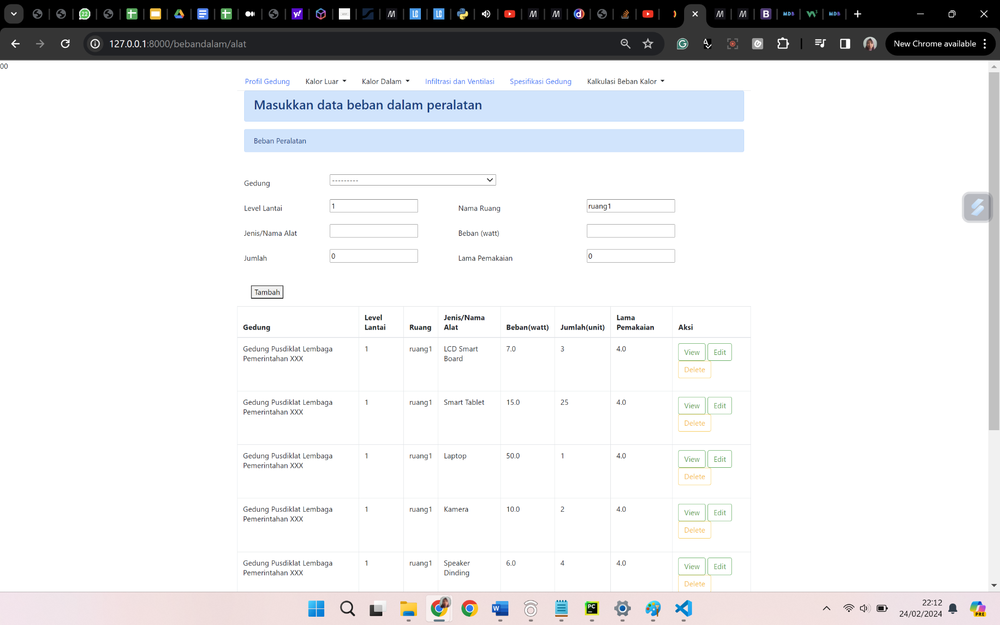 22
y!
LC
LC
B
MDB
W3
MDB
127.0.0.1:8000/bebandalam/alat
New Chrome available
00
Profil Gedung Kalor Luar Kalor Dalam Infiltrasi dan Ventilasi Spesifikasi Gedung Kalkulasi Beban Kalor
Masukkan data beban dalam peralatan
Beban Peralatan
Gedung ---------
Level Lantai 1 Nama Ruang ruang1
Jenis/Nama Alat Beban (watt)
Jumlah 0 Lama Pemakaian 0
Tambah
Level Jenis/Nama Lama
Gedung Lantai Ruang Alat Beban(watt) Jumlah(unit) Pemakaian Aksi
Gedung Pusdiklat Lembaga 1 ruang1 LCD Smart 7.0 3 4.0 View Edit
Pemerintahan XXX Board
Delete
Gedung Pusdiklat Lembaga 1 ruang1 Smart Tablet 15.0 25 4.0 View Edit
Pemerintahan XXX
Delete
Gedung Pusdiklat Lembaga 1 ruang1 Laptop 50.0 1 4.0 View Edit
Pemerintahan XXX
Delete
Gedung Pusdiklat Lembaga 1 ruang1 Kamera 10.0 2 4.0 View Edit
Pemerintahan XXX
Delete
Gedung Pusdiklat Lembaga 1 ruang1 Speaker 6.0 4 4.0 View Edit
Pemerintahan XXX Dinding
Delete
W
PC
22:12
24/02/2024
PRE